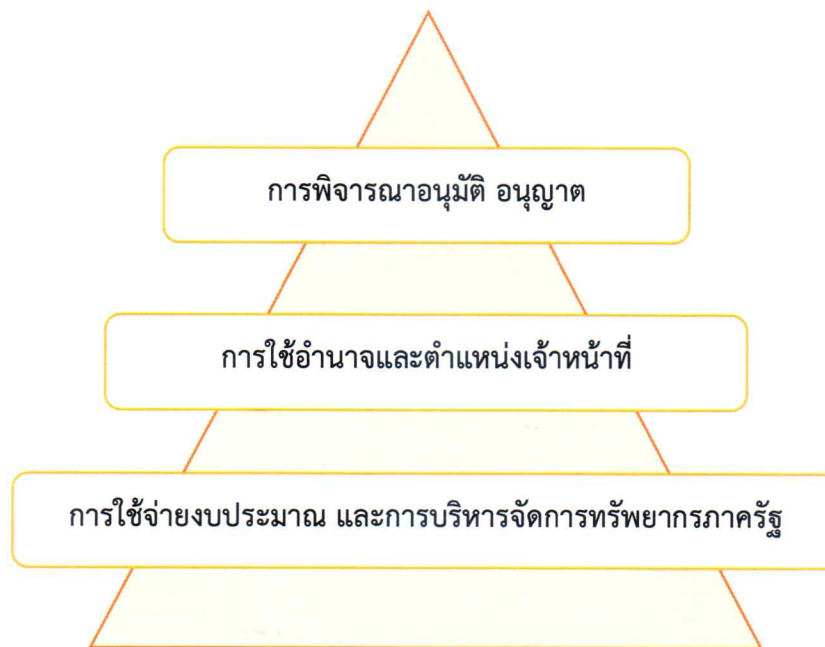 การพิจารณาอนุมัติ อนุญาต
การใช้อำนาจและตำแหน่งเจ้าหน้าที่
การใช้จ่ายงบประมาณ และการบริหารจัดการทรัพยากรภาครัฐ